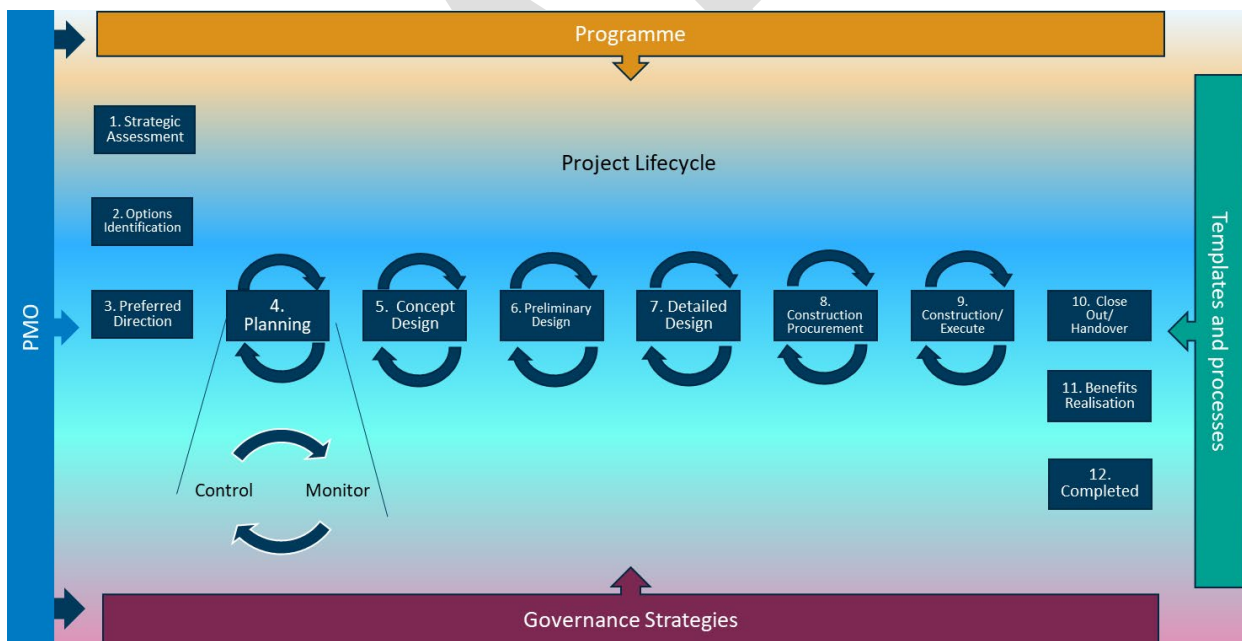 Programme
PMO
1. Strategic
Assessment
Project Lifecycle
2. Options
Identification
3. Preferred
Direction
4.
Planning
5. Concept
Design
6. Preliminary
Design
7. Detailed
Design
8.
Construction
Procurement
9.
Construction/
Execute
10. Close
Out/
Handover
11. Benefits
Realisation
12.
Completed
Control
Monitor
Templates and processes
Governance Strategies